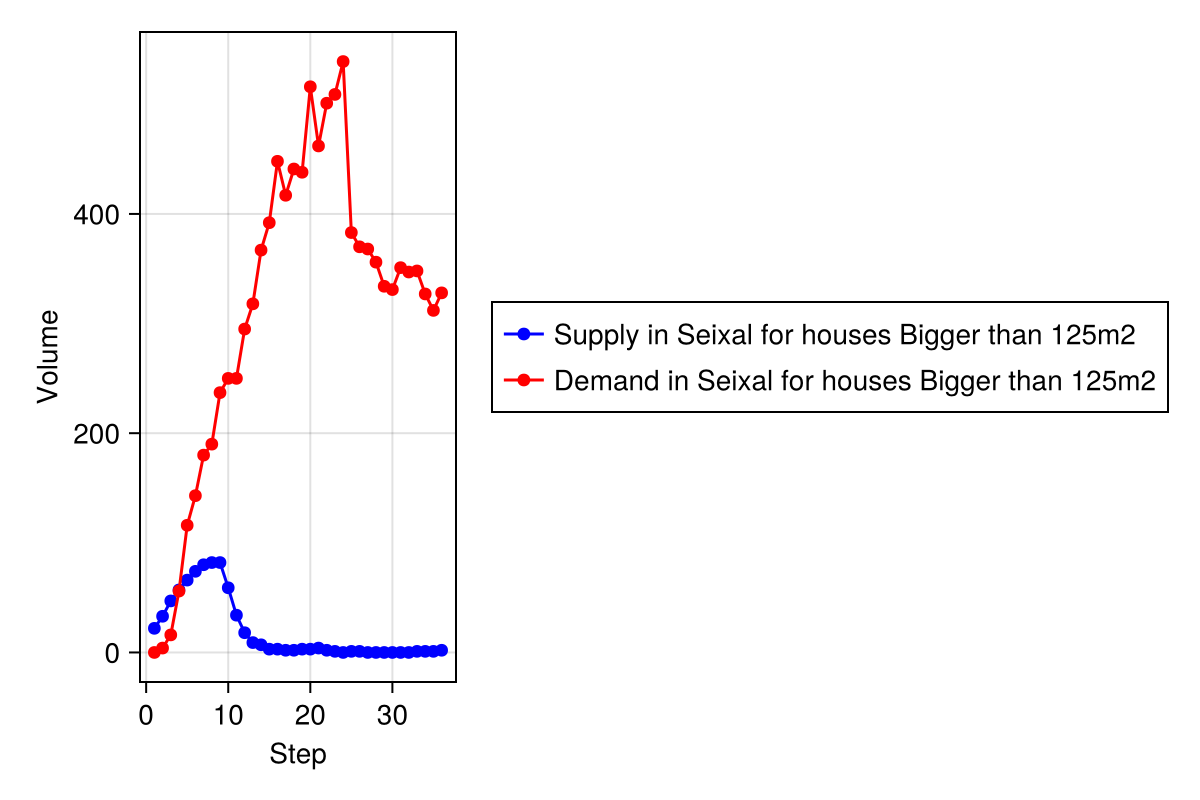 Volume
400
200
0
0 10 20 30
Step
Supply in Seixal for houses Bigger than 125m2
Demand in Seixal for houses Bigger than 125m2